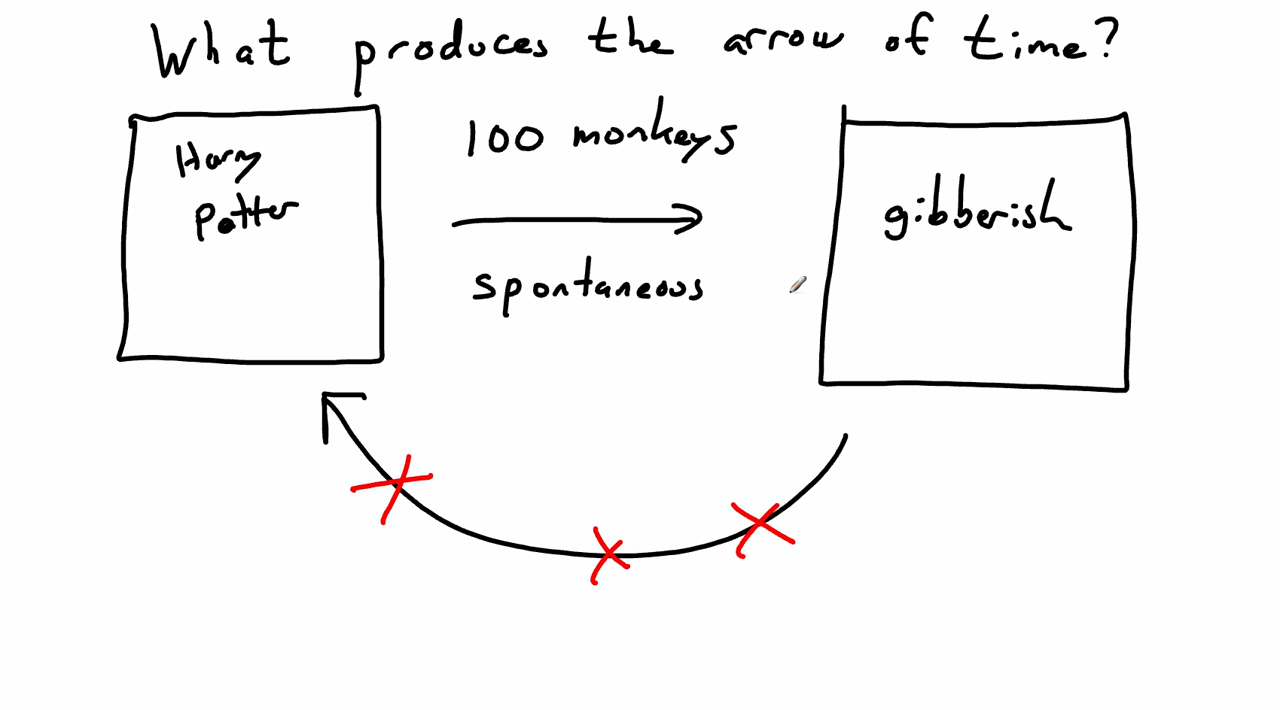 What produces the arrow of time?
Harry
Potter
100 monkeys
spontaneous
gibberish